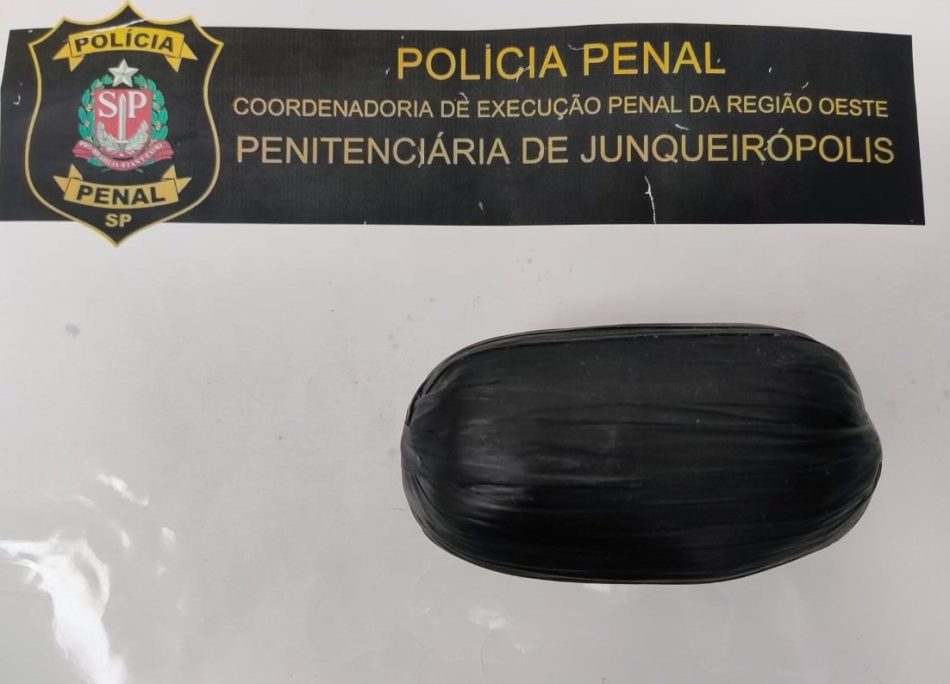 POLÍCIA
SP
PENAL
SP
POLÍCIA PENAL
COORDENADORIA DE EXECUÇÃO PENAL DA REGIÃO OESTE
PENITENCIÁRIA DE JUNQUEIRÓPOLIS